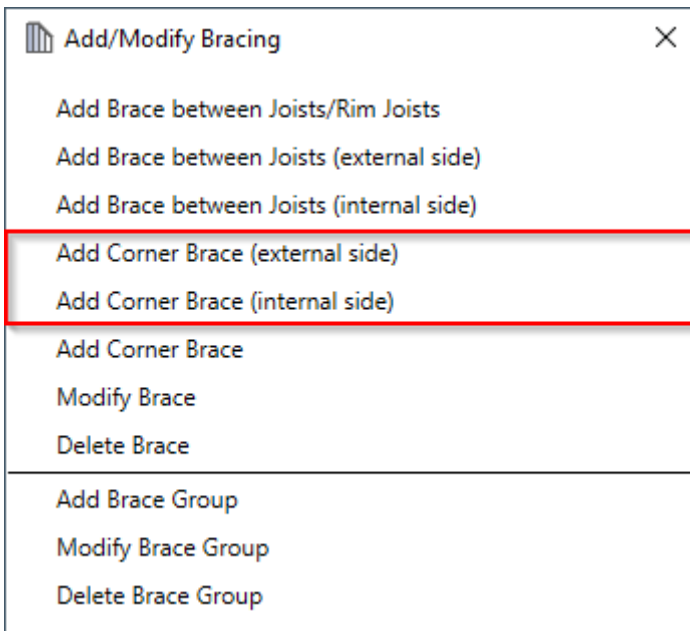 Add/Modify Bracing
Add Brace between Joists/Rim Joists
Add Brace between Joists (external side)
Add Brace between Joists (internal side)
Add Corner Brace (external side)
Add Corner Brace (internal side)
Add Corner Brace
Modify Brace
Delete Brace
Add Brace Group
Modify Brace Group
Delete Brace Group